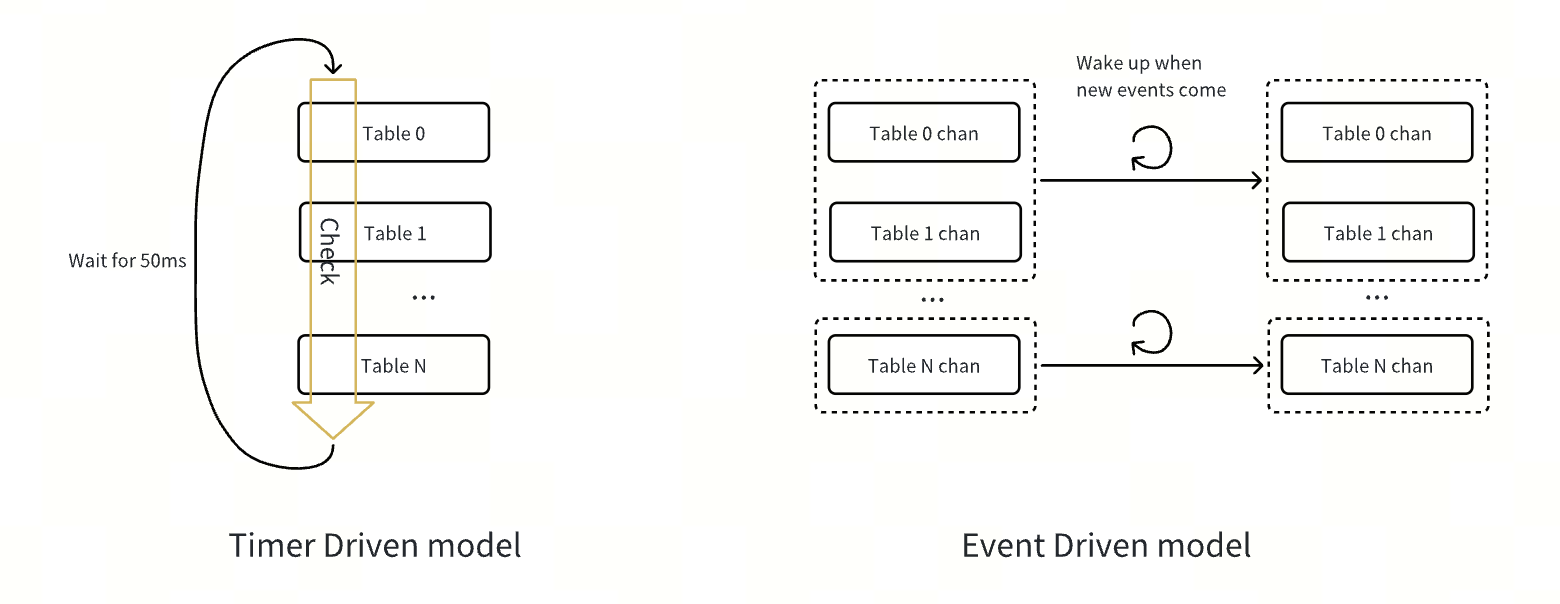 Wait for 50ms
Check
Table 0
Table 1
...
Table N
Timer Driven model
Wake up when
new events come
Table 0 chan
Table 1 chan
...
Table N chan
Table 0 chan
Table 1 chan
...
Table N chan
Event Driven model